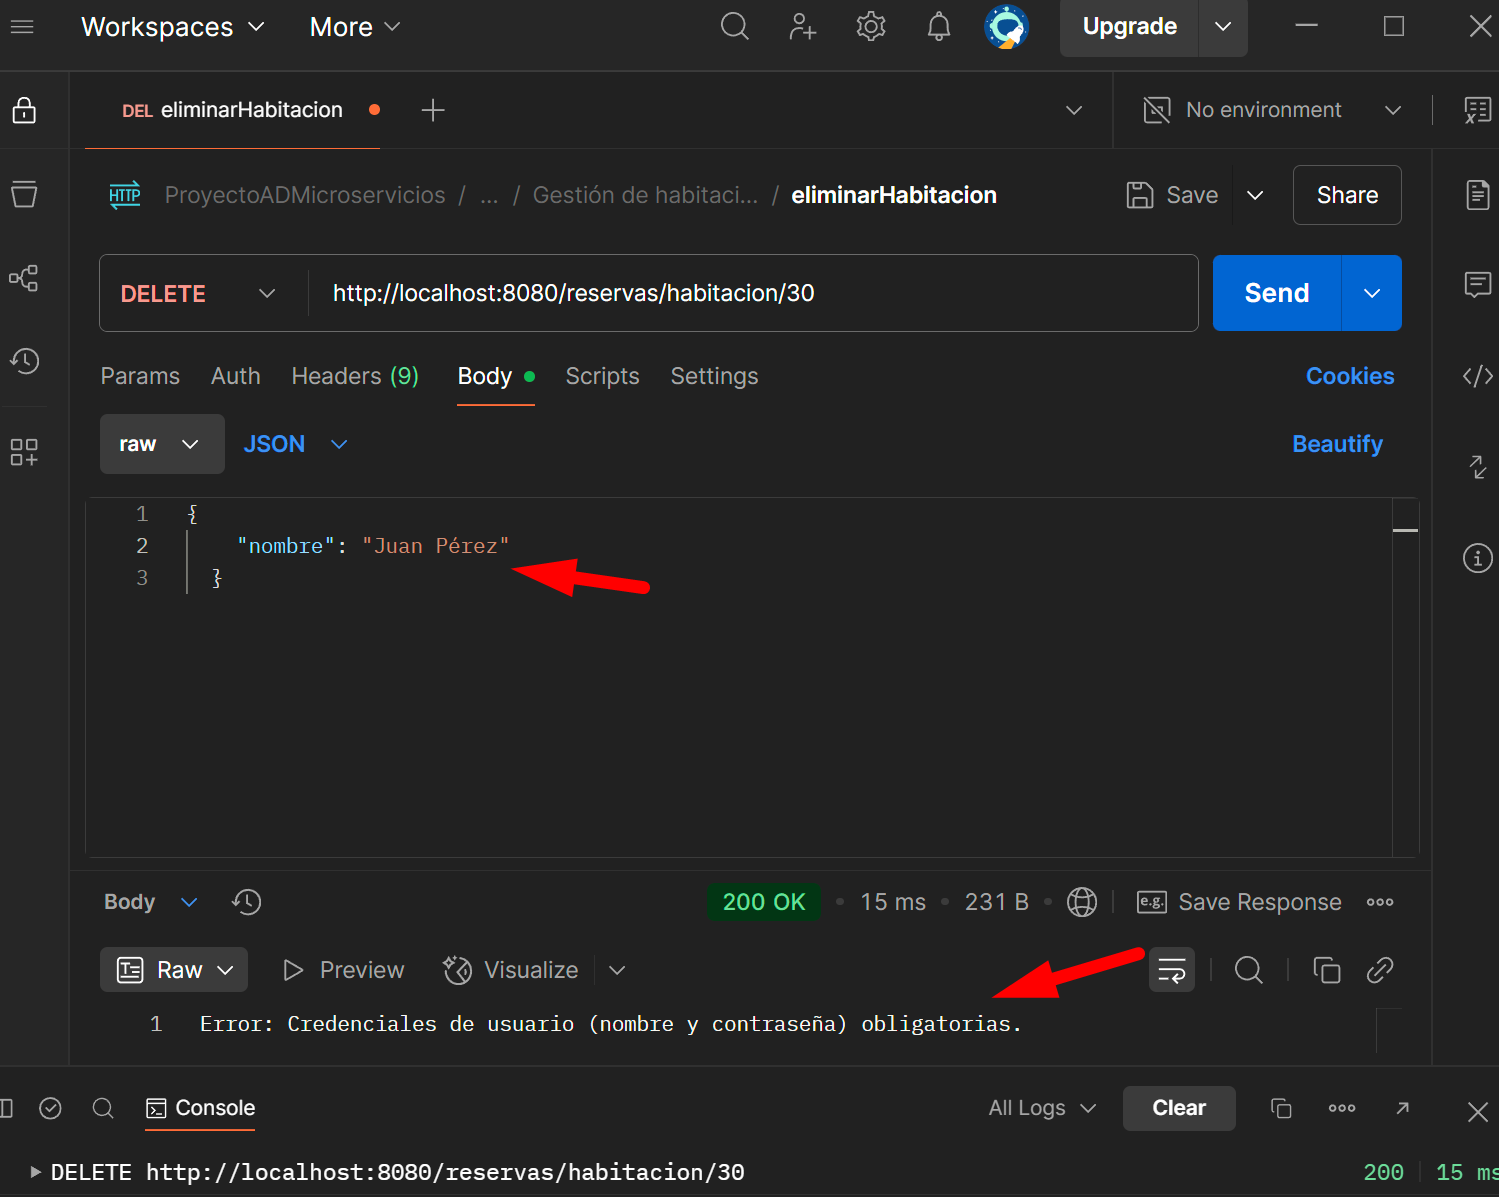 Workspaces More Upgrade
DEL eliminarHabitacion No environment
HTTP ProyectoADMicroservicios / ... / Gestión de habitaci... / eliminarHabitacion Save Share
DELETE http://localhost:8080/reservas/habitacion/30 Send
Params Auth Headers (9) Body Scripts Settings Cookies
raw JSON Beautify
1 {
2 "nombre": "Juan Pérez"
3 }
Body 200 OK 15 ms 231 B e.g. Save Response
Raw Preview Visualize
1 Error: Credenciales de usuario (nombre y contraseña) obligatorias.
Console All Logs Clear
DELETE http://localhost:8080/reservas/habitacion/30 200 15 ms